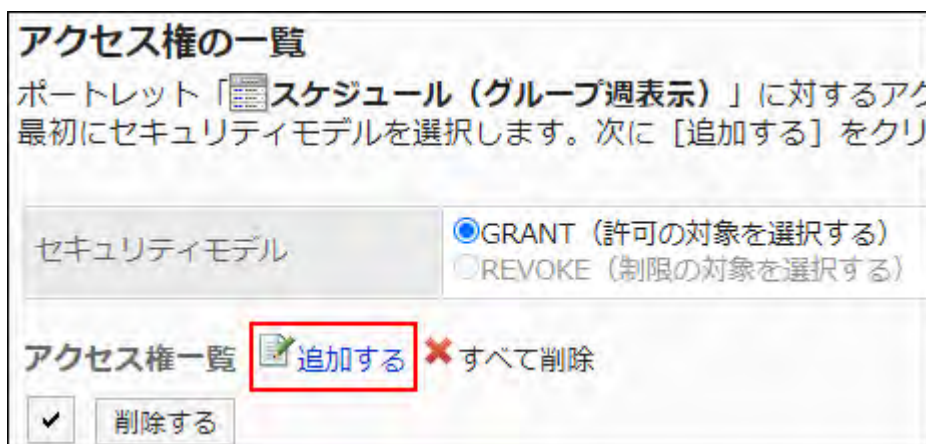 アクセス権の一覧
ポートレット「スケジュール（グループ週表示）」に対するアク
最初にセキュリティモデルを選択します。次に［追加する］をクリ
セキュリティモデル
GRANT（許可の対象を選択する）
REVOKE（制限の対象を選択する）
アクセス権一覧 追加する すべて削除
削除する